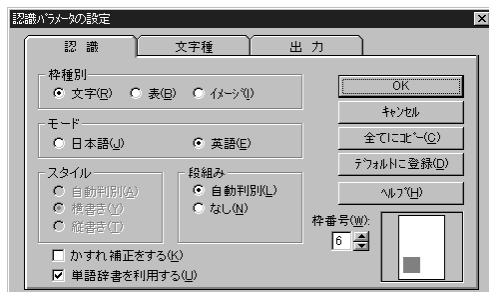 認識ﾊﾟﾗﾒｰﾀの設定
認 識
文字種
出 力
枠種別
文字(R)
表(B)
ｲﾒｰｼﾞ(I)
モード
日本語(J)
英語(E)
スタイル
自動判別(A)
横書き(Y)
縦書き(T)
段組み
自動判別(L)
なし(N)
かすれ補正をする(K)
単語辞書を利用する(U)
OK
ｷｬﾝｾﾙ
全てにｺﾋﾟｰ(C)
ﾃﾞﾌｫﾙﾄに登録(D)
ﾍﾙﾌﾟ(H)
枠番号(W):
6